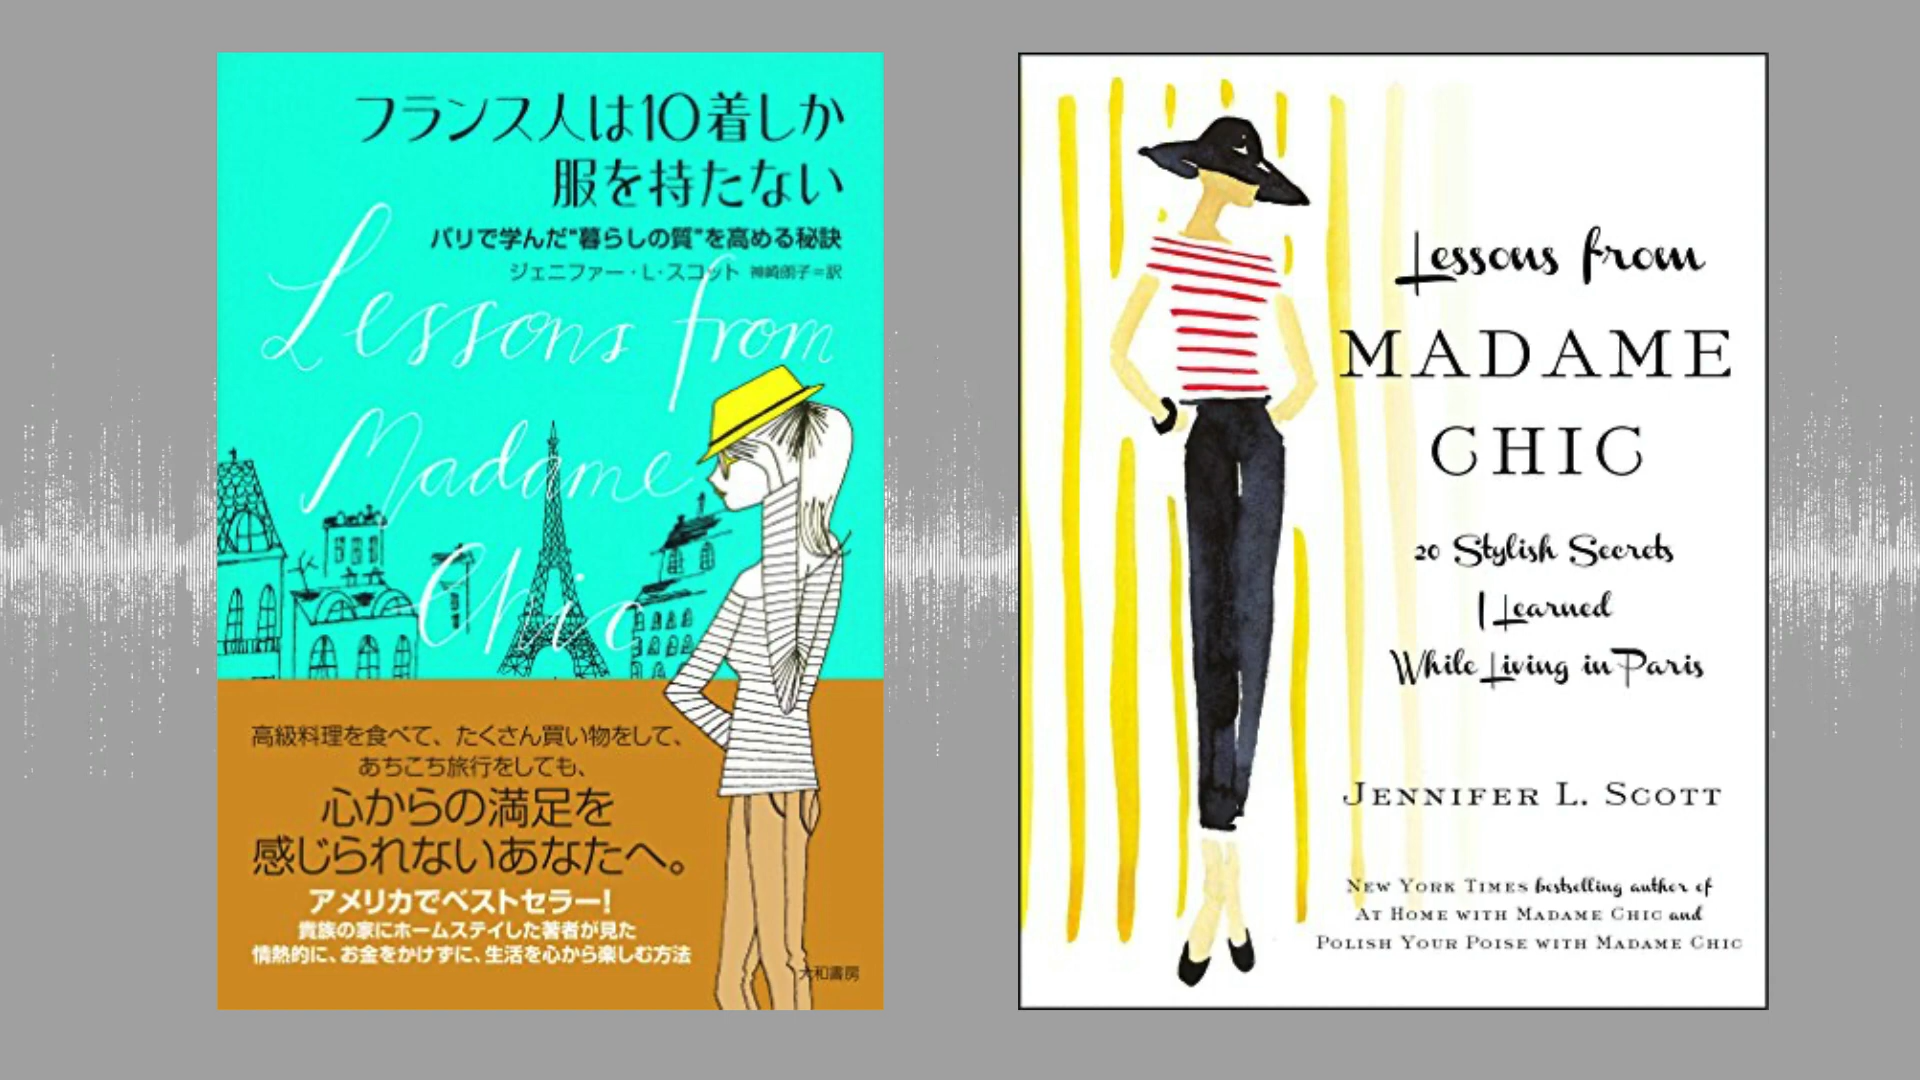 フランス人は10着しか
服を持たない
パリで学んだ"暮らしの質"を高める秘訣
ジェニファー・L・スコット 神崎朗子=訳
Lessons from
Madame
Chic
高級料理を食べて、たくさん買い物をして、
あちこち旅行をしても、
心からの満足を
感じられないあなたへ。
アメリカでベストセラー!
貴族の家にホームステイした著者が見た
情熱的に、お金をかけずに、生活を心から楽しむ方法
大和書房
Lessons from
MADAME
CHIC
20 Stylish Secrets
I Learned
While Living in Paris
JENNIFER L. SCOTT
NEW YORK TIMES bestselling author of
AT HOME WITH MADAME CHIC and
POLISH YOUR POISE WITH MADAME CHIC